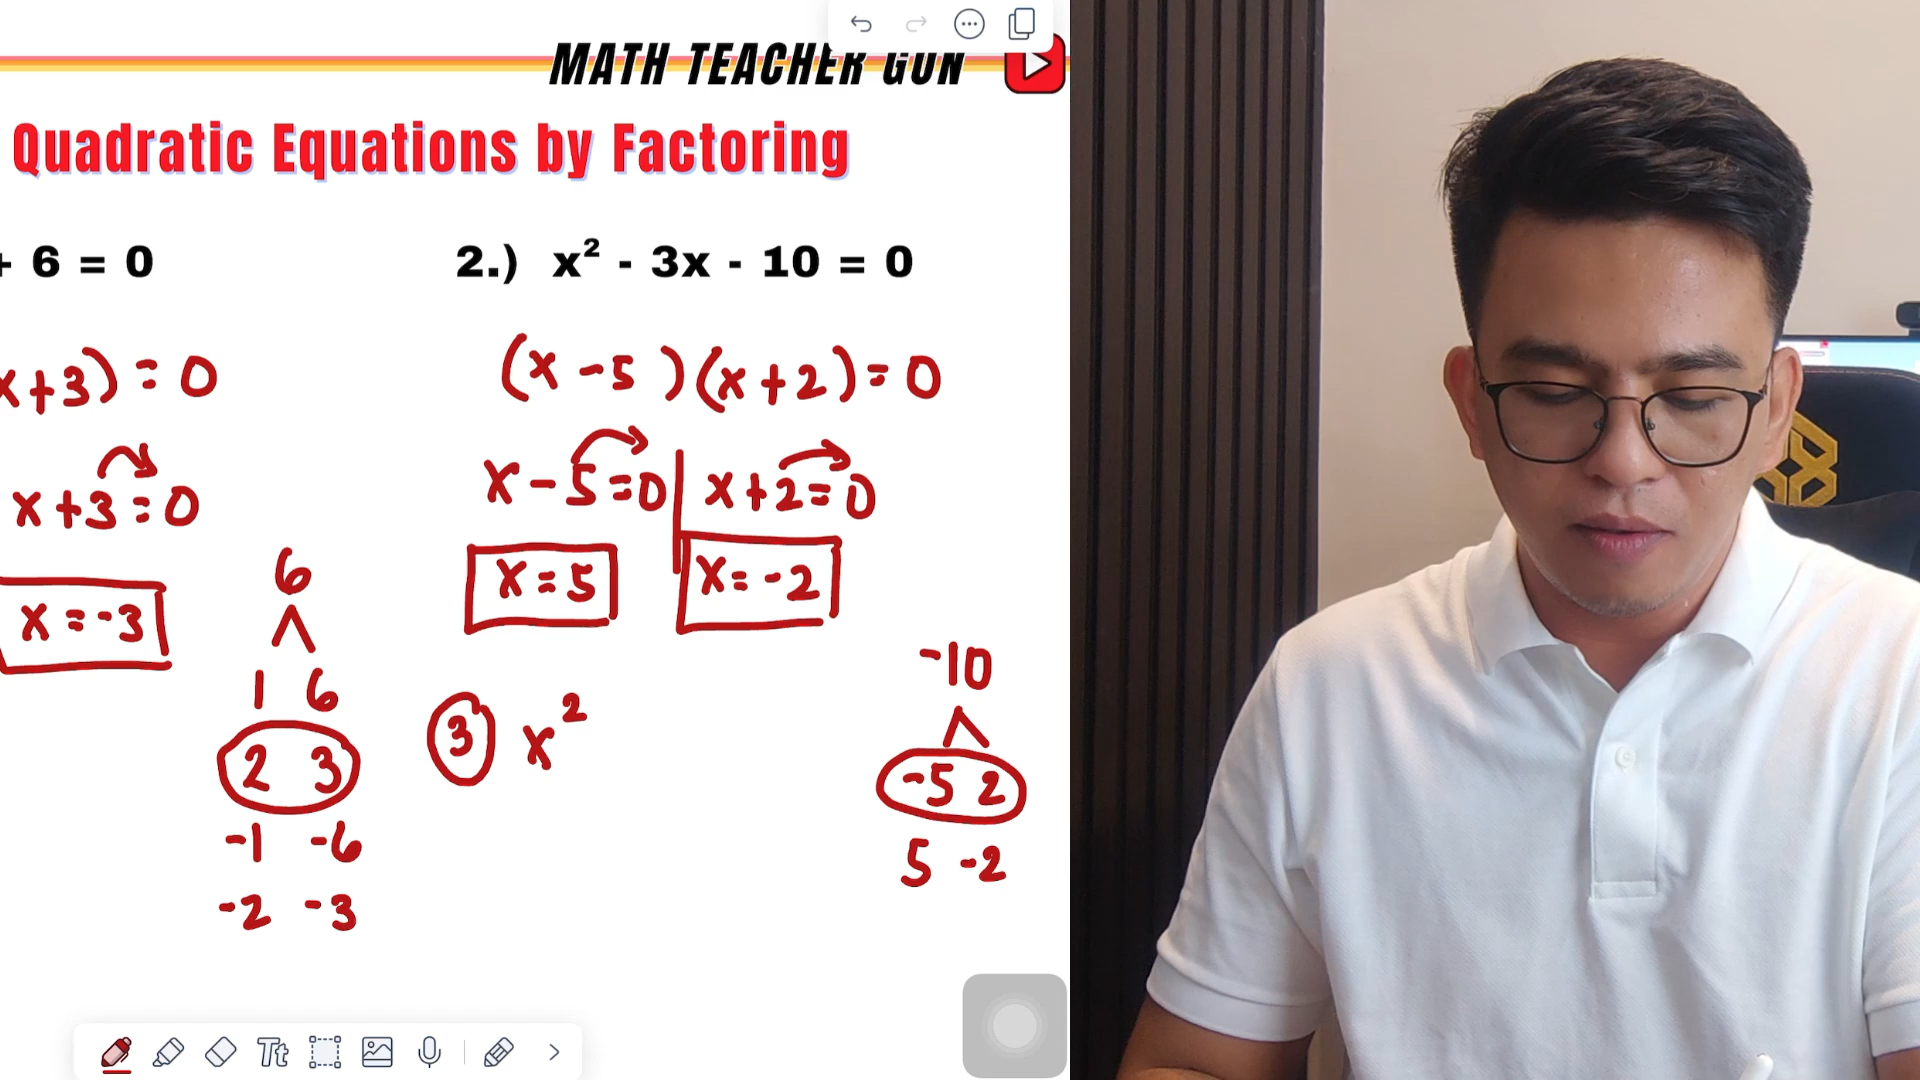 MATH TEACHER GON
Quadratic Equations by Factoring
+ 6 = 0
2.) x² - 3x - 10 = 0
x+3) = 0
(x - 5 )(x + 2) = 0
x + 3 = 0
x - 5 = 0
x + 2 = 0
x = -3
x = 5
x = -2
6
1 6
2 3
-1 -6
-2 -3
3 x²
-10
-5 2
5 -2
Tt